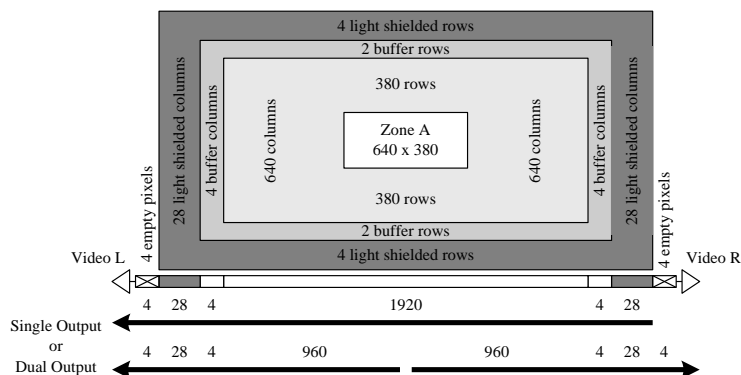 4 light shielded rows
2 buffer rows
380 rows
4 empty pixels
28 light shielded columns
4 buffer columns
640 columns
Zone A
640 x 380
640 columns
4 buffer columns
28 light shielded columns
4 empty pixels
380 rows
2 buffer rows
4 light shielded rows
Video L
Video R
4 28 4 1920 4 28
Single Output
or
Dual Output
4 28 4 960 960 4 28 4